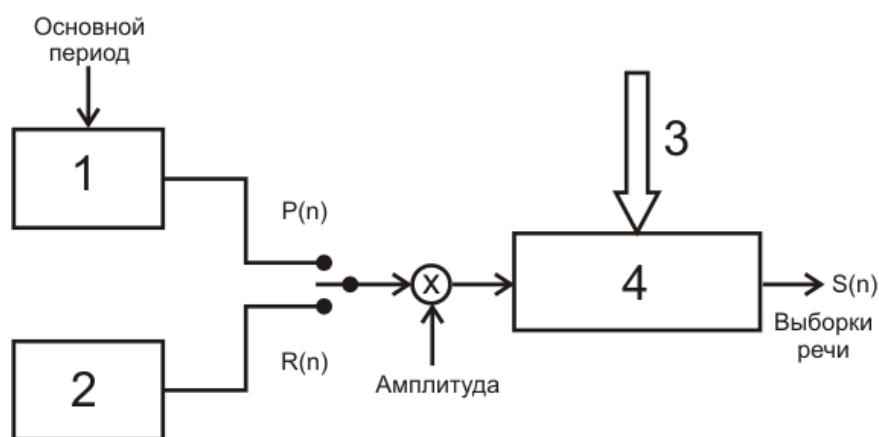 Основной
период
1
P(n)
3
4
X
S(n)
Выборки
речи
R(n)
2
Амплитуда